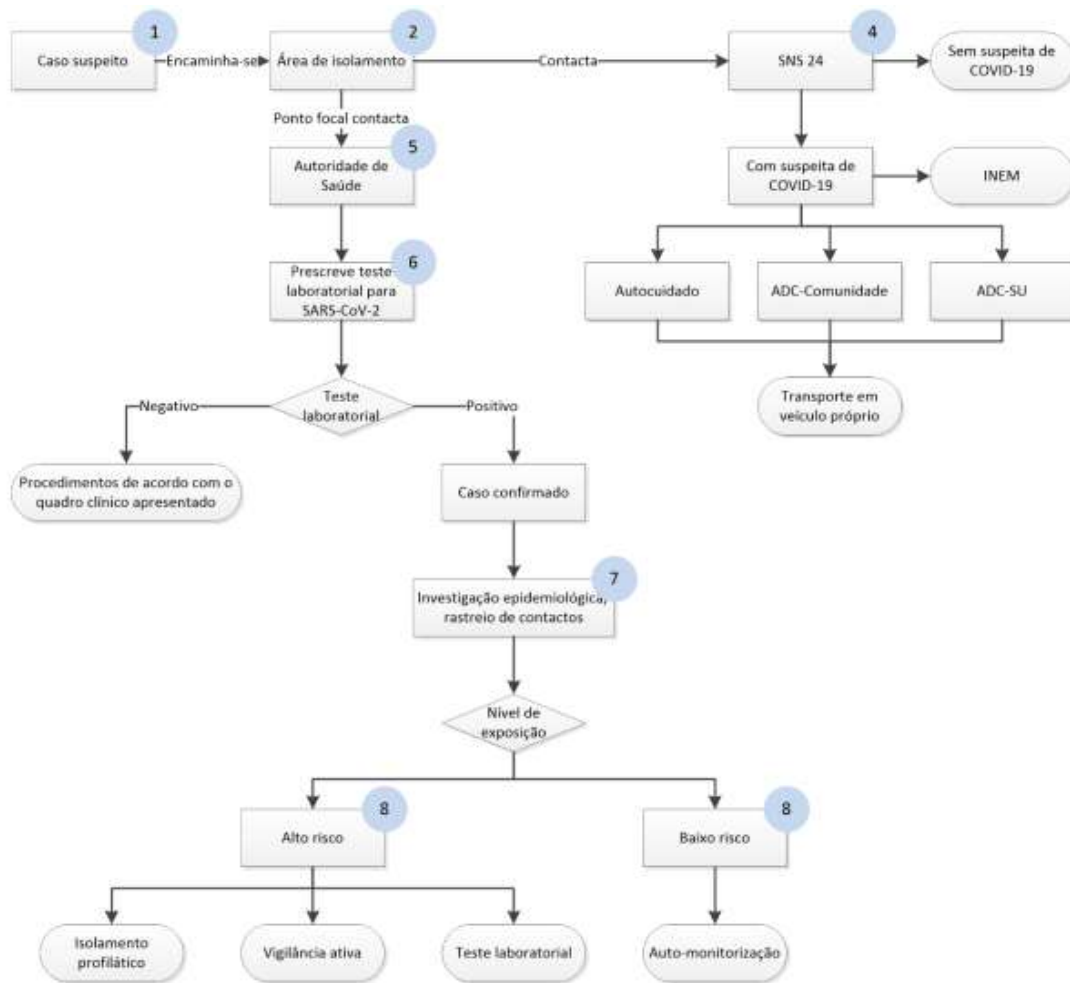 1
2
4
Caso suspeito
Encaminha-se
Área de isolamento
Contacta
SNS 24
Sem suspeita de
COVID-19
Ponto focal contacta
5
Autoridade de
Saúde
Com suspeita de
COVID-19
INEM
6
Prescreve teste
laboratorial para
SARS-CoV-2
Autocuidado
ADC-Comunidade
ADC-SU
Negativo
Teste
laboratorial
Positivo
Transporte em
veículo próprio
Procedimentos de acordo com o
quadro clínico apresentado
Caso confirmado
7
Investigação epidemiológica,
rastreio de contactos
Nível de
exposição
8
8
Alto risco
Baixo risco
Isolamento
profilático
Vigilância ativa
Teste laboratorial
Auto-monitorização